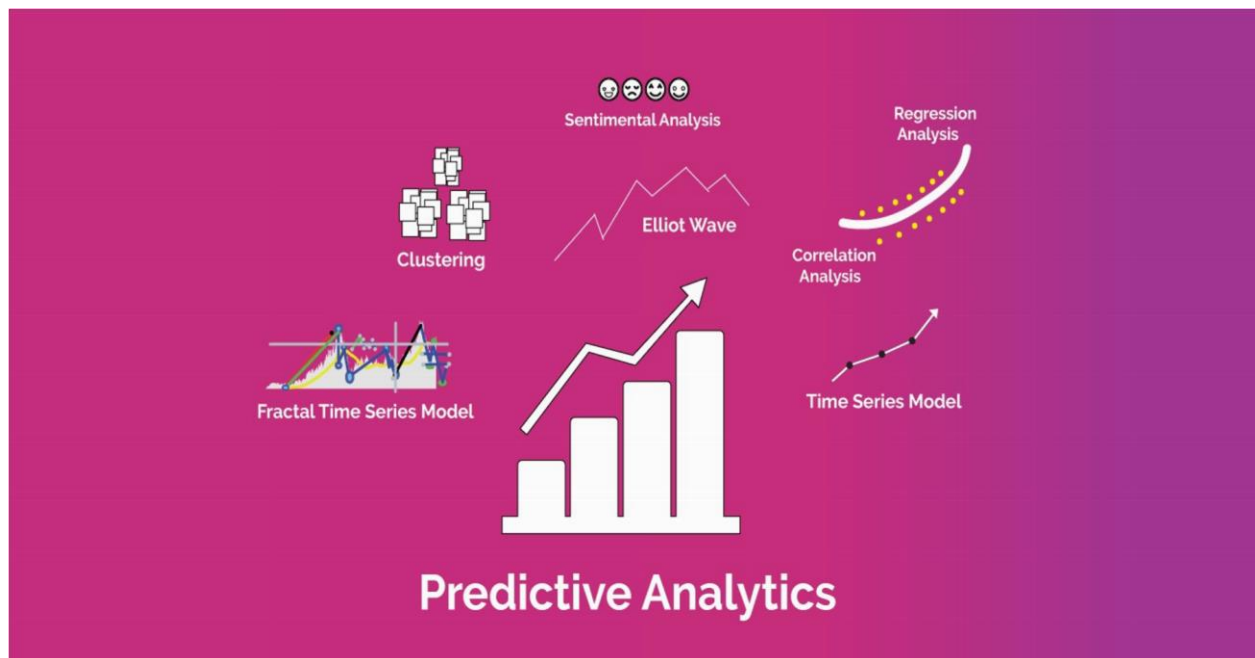 Sentimental Analysis
Regression
Analysis
Elliot Wave
Clustering
Correlation
Analysis
Fractal Time Series Model
Time Series Model
Predictive Analytics